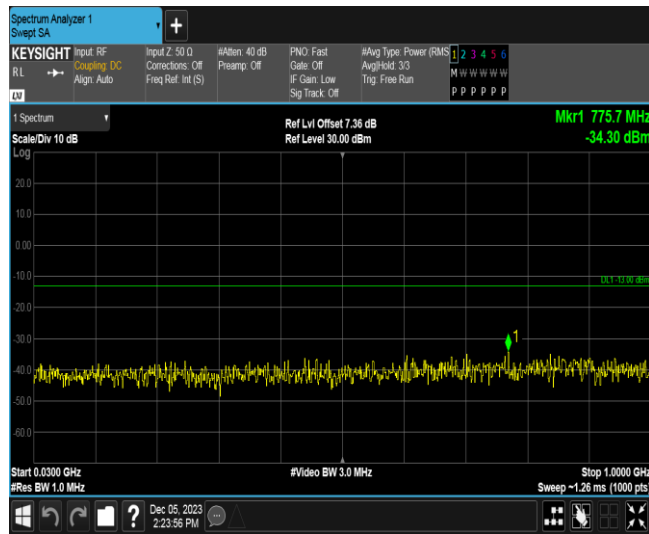 Spectrum Analyzer 1
Swept SA
+
KEYSIGHT Input: RF Input Z: 50 Ω #Atten: 40 dB PNO: Fast #Avg Type: Power (RMS 1 2 3 4 5 6
RL Coupling: DC Corrections: Off Preamp: Off Gate: Off Avg|Hold: 3/3 M W W W W W
Align: Auto Freq Ref: Int (S) IF Gain: Low Trig: Free Run
LXI Sig Track: Off P P P P P P
1 Spectrum Ref Lvl Offset 7.36 dB Mkr1 775.7 MHz
Scale/Div 10 dB Ref Level 30.00 dBm -34.30 dBm
Log
20.0
10.0
0.00
-10.0
DL1 -13.00 dBm
-20.0
-30.0
1
-40.0
-50.0
-60.0
Start 0.0300 GHz #Video BW 3.0 MHz Stop 1.0000 GHz
#Res BW 1.0 MHz Sweep ~1.26 ms (1000 pts)
? Dec 05, 2023
2:23:56 PM